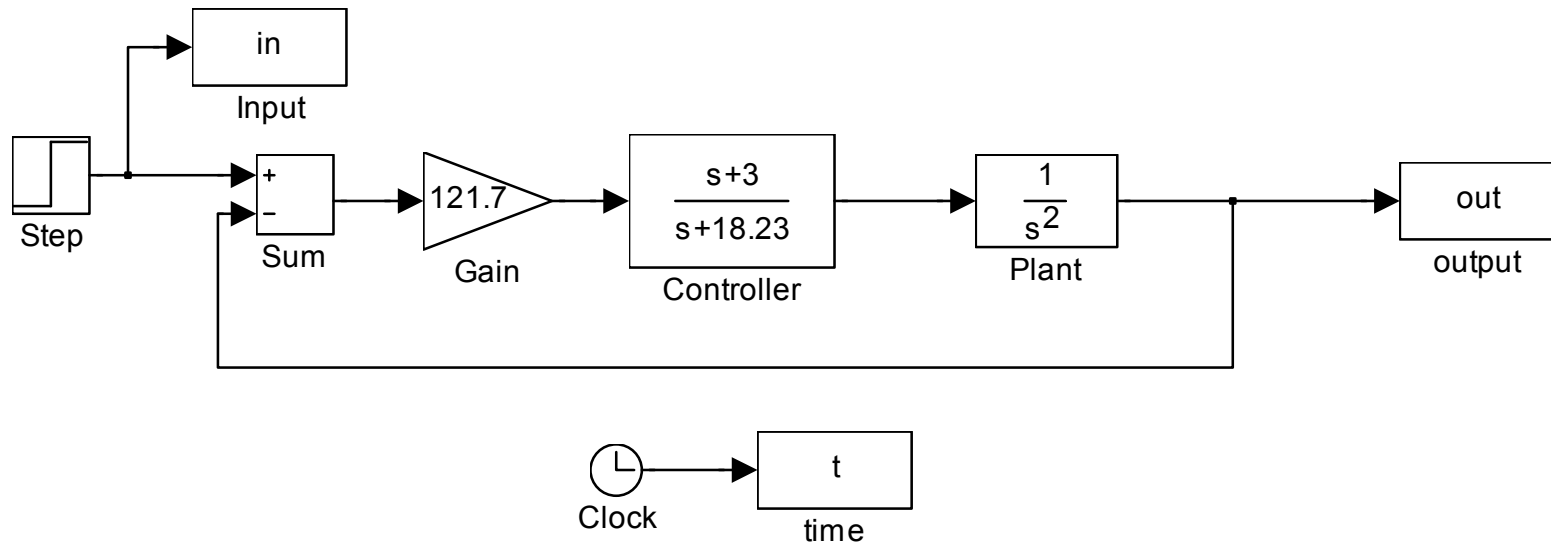 in
Input
Step
+
−
Sum
121.7
Gain
s+3
s+18.23
Controller
1
s2
Plant
out
output
Clock
t
time